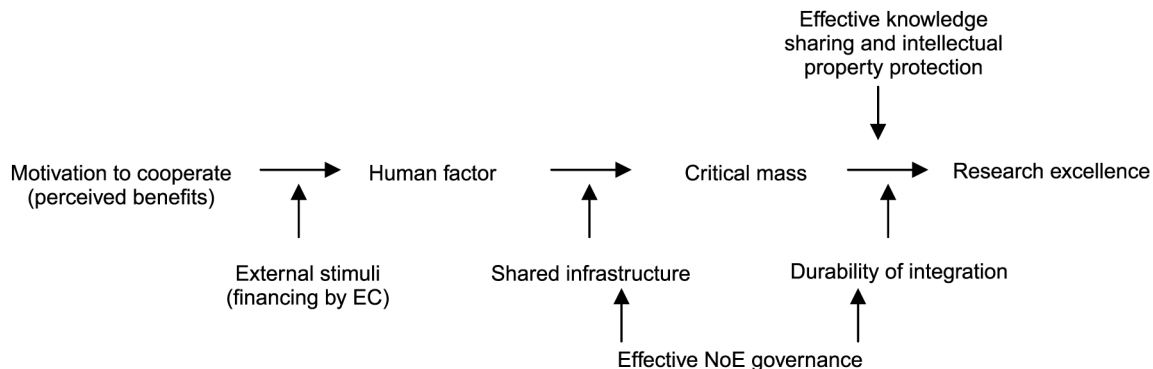 Effective knowledge
sharing and intellectual
property protection
Motivation to cooperate
(perceived benefits)
Human factor
Critical mass
Research excellence
External stimuli
(financing by EC)
Shared infrastructure
Durability of integration
Effective NoE governance